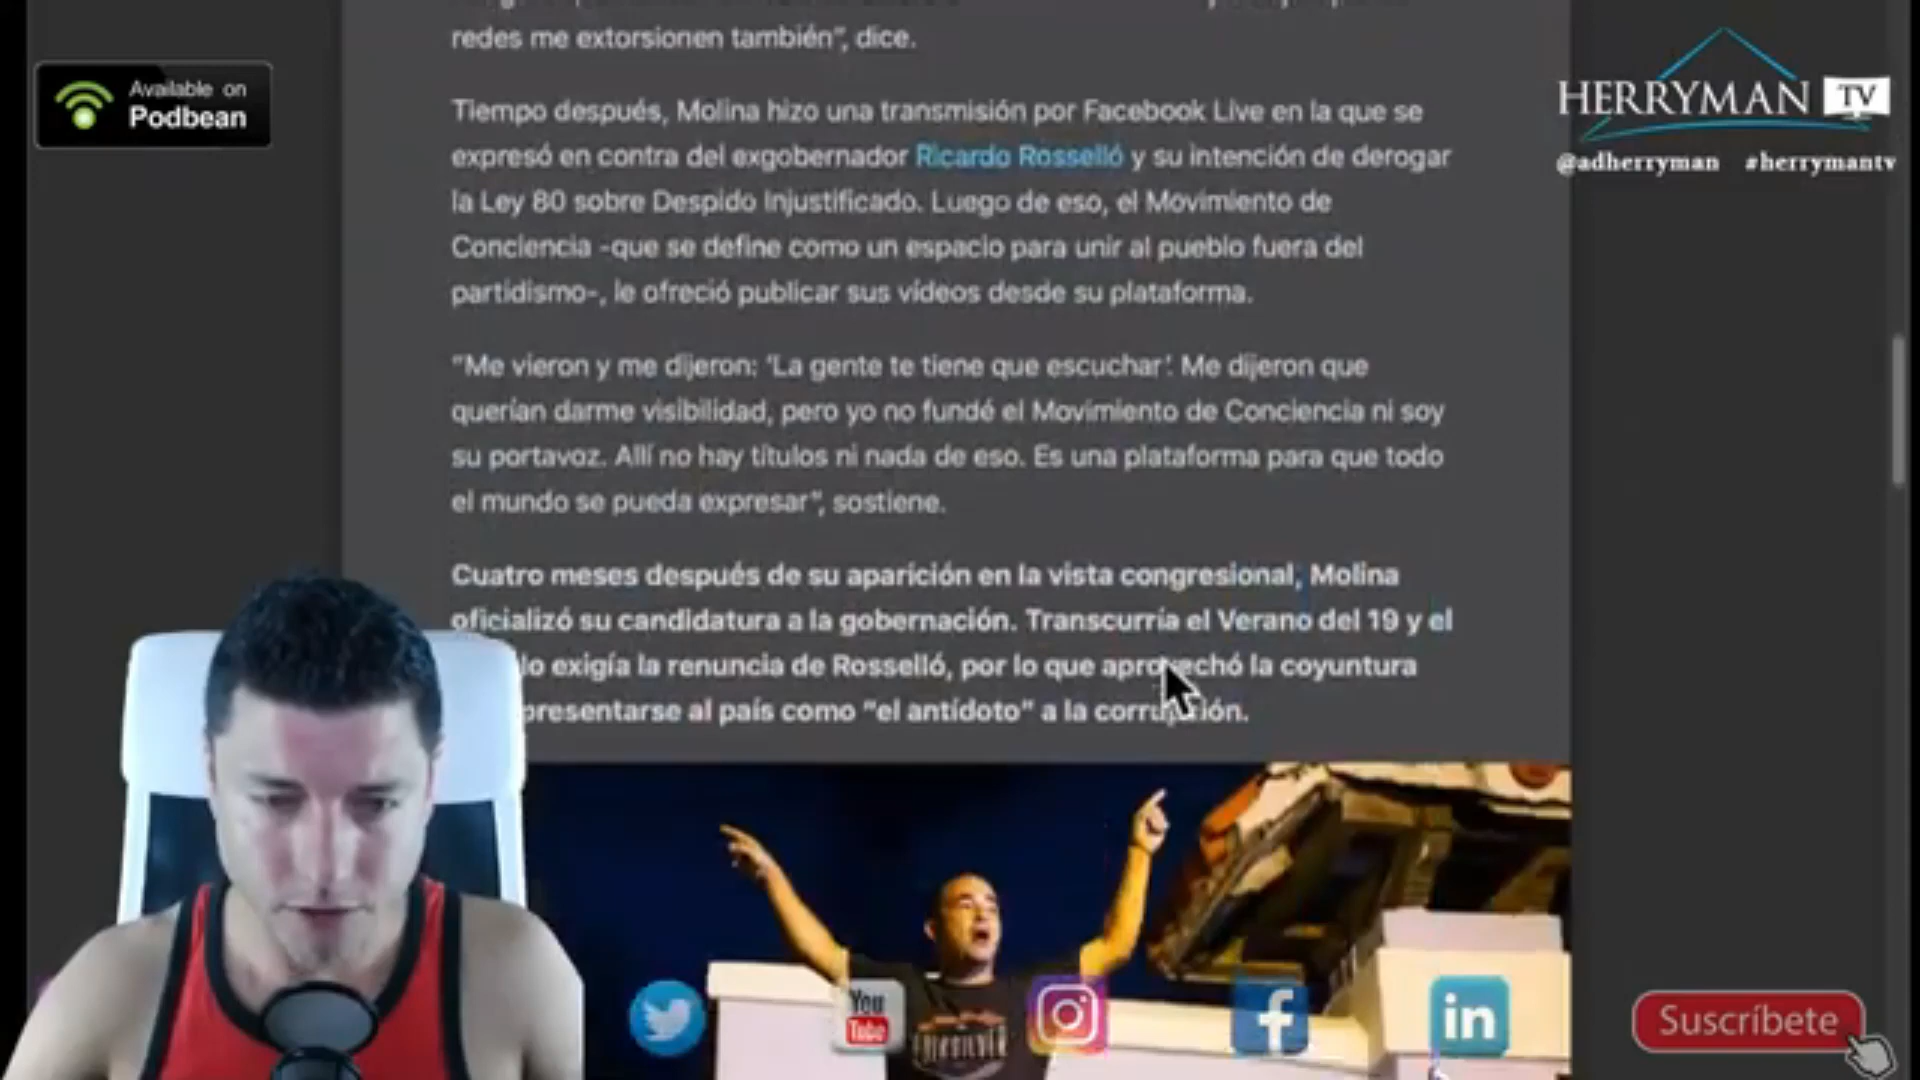 redes me extorsionen también", dice.
Available on
Podbean
HERRYMAN TV
@adherryman #herrymantv
Tiempo después, Molina hizo una transmisión por Facebook Live en la que se
expresó en contra del exgobernador Ricardo Rosselló y su intención de derogar
la Ley 80 sobre Despido Injustificado. Luego de eso, el Movimiento de
Conciencia -que se define como un espacio para unir al pueblo fuera del
partidismo-, le ofreció publicar sus vídeos desde su plataforma.
"Me vieron y me dijeron: 'La gente te tiene que escuchar'. Me dijeron que
querían darme visibilidad, pero yo no fundé el Movimiento de Conciencia ni soy
su portavoz. Allí no hay títulos ni nada de eso. Es una plataforma para que todo
el mundo se pueda expresar", sostiene.
Cuatro meses después de su aparición en la vista congresional, Molina
oficializó su candidatura a la gobernación. Transcurría el Verano del 19 y el
lo exigía la renuncia de Rosselló, por lo que aprovechó la coyuntura
presentarse al país como "el antídoto" a la corrupción.
You
Tube
f
in
Suscríbete